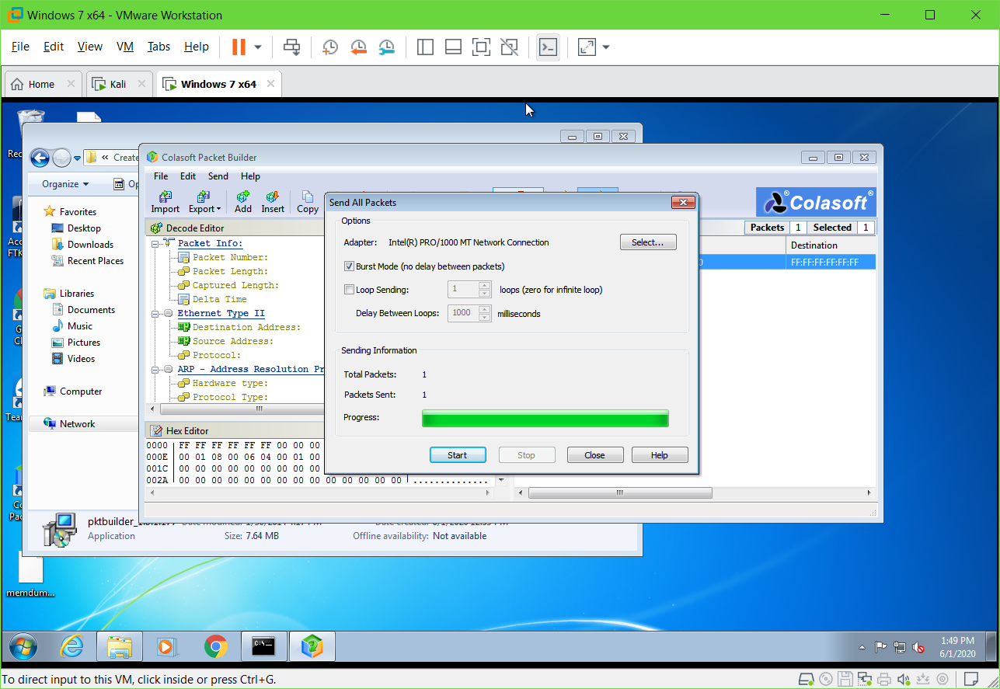 Windows 7 x64 - VMware Workstation
File Edit View VM Tabs Help
Home Kali Windows 7 x64
Create
Organize
Colasoft Packet Builder
File Edit Send Help
Import Export Add Insert Copy
Colasoft®
Packets 1 Selected 1
Destination
FF:FF:FF:FF:FF:FF
Favorites
Desktop
Downloads
Recent Places
Libraries
Documents
Music
Pictures
Videos
Computer
Network
Decode Editor
Packet Info:
Packet Number:
Packet Length:
Captured Length:
Delta Time
Ethernet Type II
Destination Address:
Source Address:
Protocol:
ARP - Address Resolution Pr
Hardware type:
Protocol Type:
Hex Editor
0000 FF FF FF FF FF FF 00 00 00
000E 00 01 08 00 06 04 00 01 00
001C 00 00 00 00 00 00 00 00 00
002A 00 00 00 00 00 00 00 00 00 00 00 00 00 00 ..............
Send All Packets
Options
Adapter: Intel(R) PRO/1000 MT Network Connection Select...
Burst Mode (no delay between packets)
Loop Sending: 1 loops (zero for infinite loop)
Delay Between Loops: 1000 milliseconds
Sending Information
Total Packets: 1
Packets Sent: 1
Progress:
Start Stop Close Help
Application Size: 7.64 MB Offline availability: Not available
memdum...
1:49 PM
6/1/2020
To direct input to this VM, click inside or press Ctrl+G.